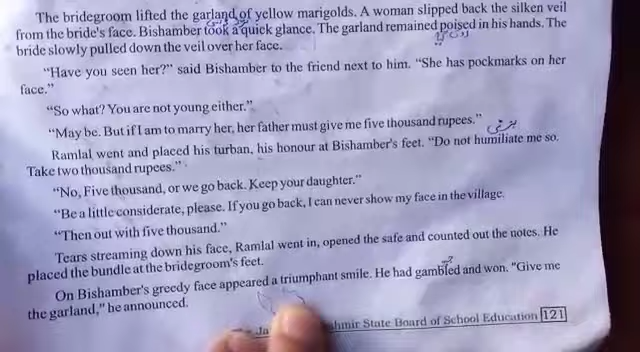 The bridegroom lifted the garland of yellow marigolds. A woman slipped back the silken veil
from the bride's face. Bishamber took a quick glance. The garland remained poised in his hands. The
bride slowly pulled down the veil over her face.
"Have you seen her?" said Bishamber to the friend next to him. "She has pockmarks on her
face."
"So what? You are not young either."
"May be. But if I am to marry her, her father must give me five thousand rupees."
Ramlal went and placed his turban, his honour at Bishamber's feet. "Do not humiliate me so.
Take two thousand rupees."
"No, Five thousand, or we go back. Keep your daughter."
"Be a little considerate, please. If you go back, I can never show my face in the village.
"Then out with five thousand."
Tears streaming down his face, Ramlal went in, opened the safe and counted out the notes. He
placed the bundle at the bridegroom's feet.
On Bishamber's greedy face appeared a triumphant smile. He had gambled and won. "Give me
the garland," he announced.
State Board of School Education 121